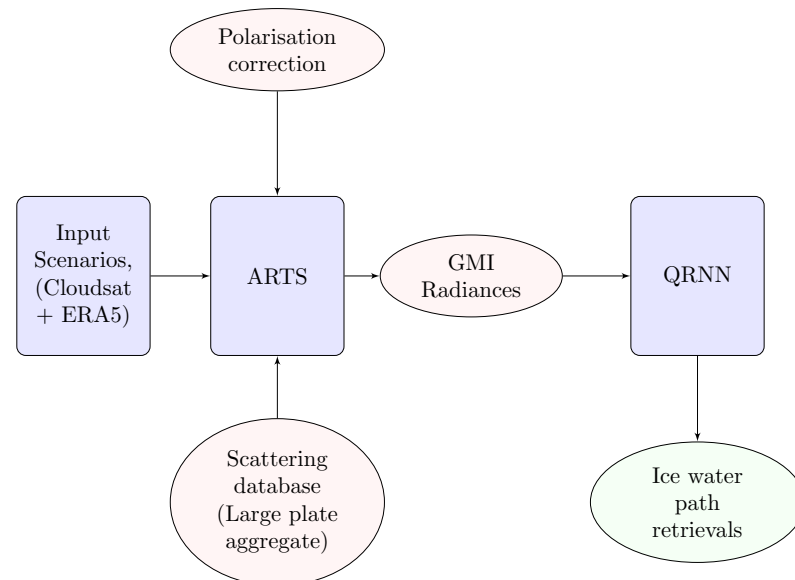 Polarisation
correction
Input
Scenarios,
(Cloudsat
+ ERA5)
ARTS
GMI
Radiances
QRNN
Scattering
database
(Large plate
aggregate)
Ice water
path
retrievals